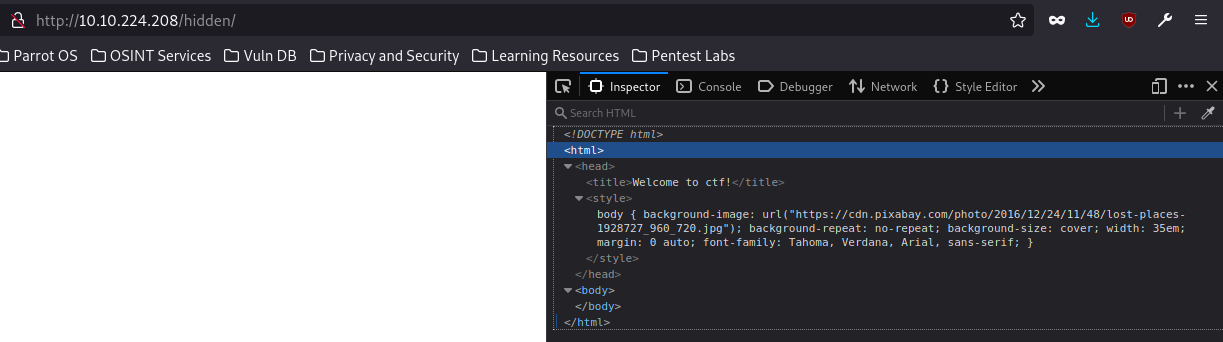 http://10.10.224.208/hidden/
Parrot OS OSINT Services Vuln DB Privacy and Security Learning Resources Pentest Labs
Inspector Console Debugger Network {} Style Editor
Search HTML
<!DOCTYPE html>
<html>
<head>
<title>Welcome to ctf!</title>
<style>
body { background-image: url("https://cdn.pixabay.com/photo/2016/12/24/11/48/lost-places-
1928727_960_720.jpg"); background-repeat: no-repeat; background-size: cover; width: 35em;
margin: 0 auto; font-family: Tahoma, Verdana, Arial, sans-serif; }
</style>
</head>
<body>
</body>
</html>